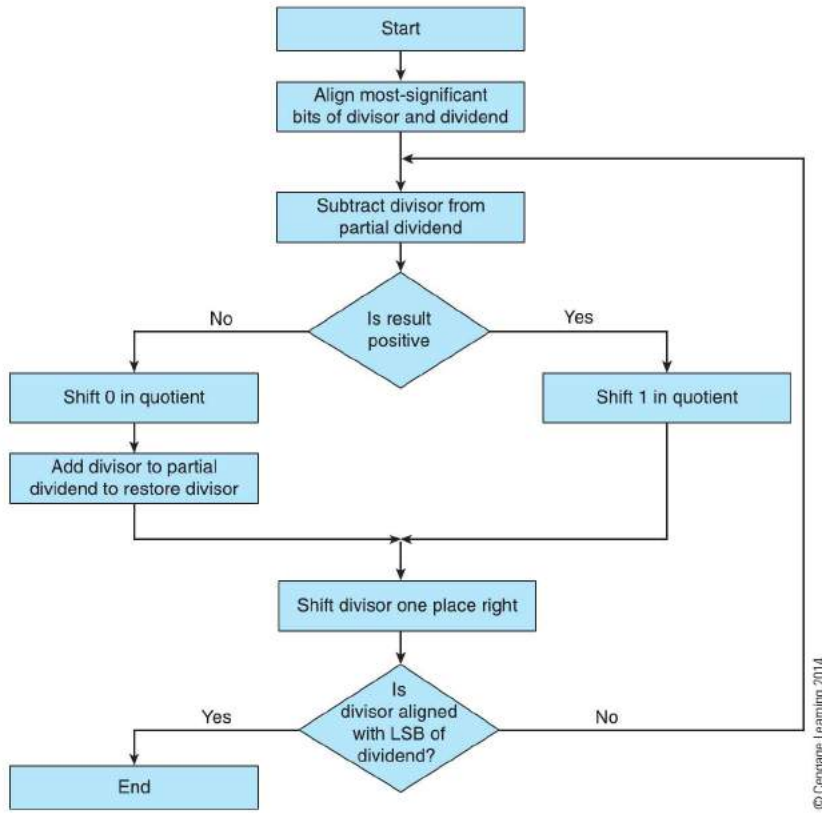 Start
Align most-significant
bits of divisor and dividend
Subtract divisor from
partial dividend
Is result
positive
No
Yes
Shift 0 in quotient
Shift 1 in quotient
Add divisor to partial
dividend to restore divisor
Shift divisor one place right
Is
divisor aligned
with LSB of
dividend?
Yes
No
End
© Cengage Learning 2014